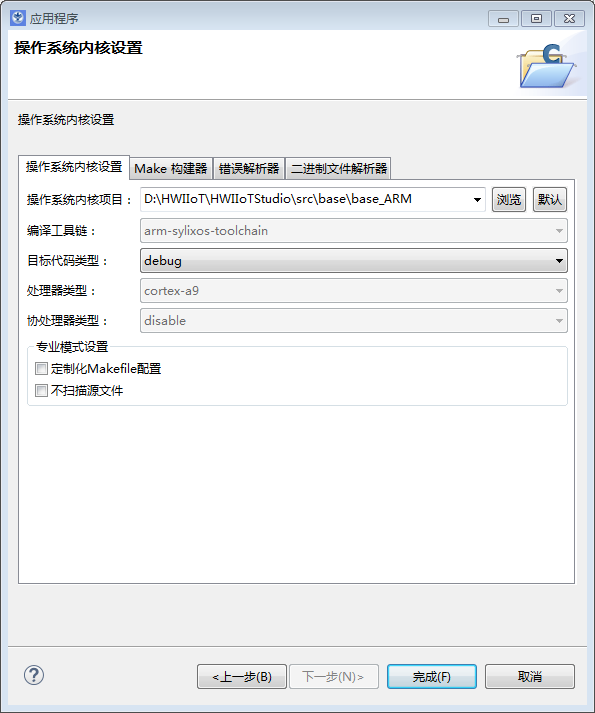 应用程序
操作系统内核设置
操作系统内核设置
操作系统内核设置 Make 构建器 错误解析器 二进制文件解析器
操作系统内核项目： D:\HWIIoT\HWIIoTStudio\src\base\base_ARM 浏览 默认
编译工具链： arm-sylixos-toolchain
目标代码类型： debug
处理器类型： cortex-a9
协处理器类型： disable
专业模式设置
定制化Makefile配置
不扫描源文件
<上一步(B) 下一步(N)> 完成(F) 取消